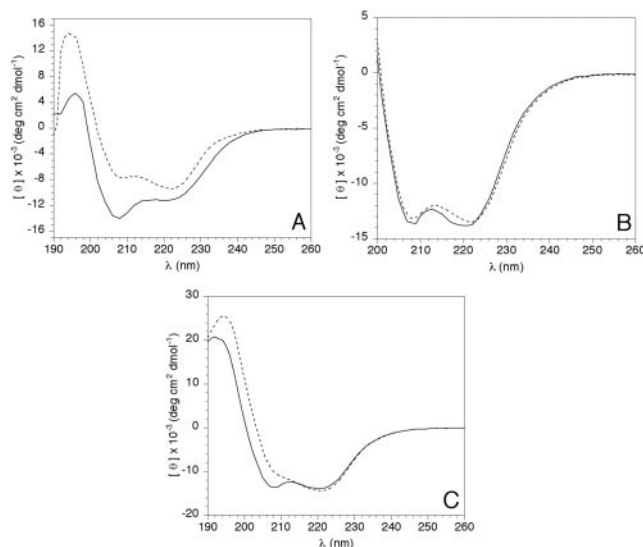 16
12
8
4
0
-4
-8
-12
-16
[ θ ] x 10⁻³ (deg cm² dmol⁻¹)
190 200 210 220 230 240 250 260
λ (nm)
A
5
0
-5
-10
-15
[ θ ] x 10⁻³ (deg cm² dmol⁻¹)
200 210 220 230 240 250 260
λ (nm)
B
30
20
10
0
-10
-20
[ θ ] x 10⁻³ (deg cm² dmol⁻¹)
190 200 210 220 230 240 250 260
λ (nm)
C